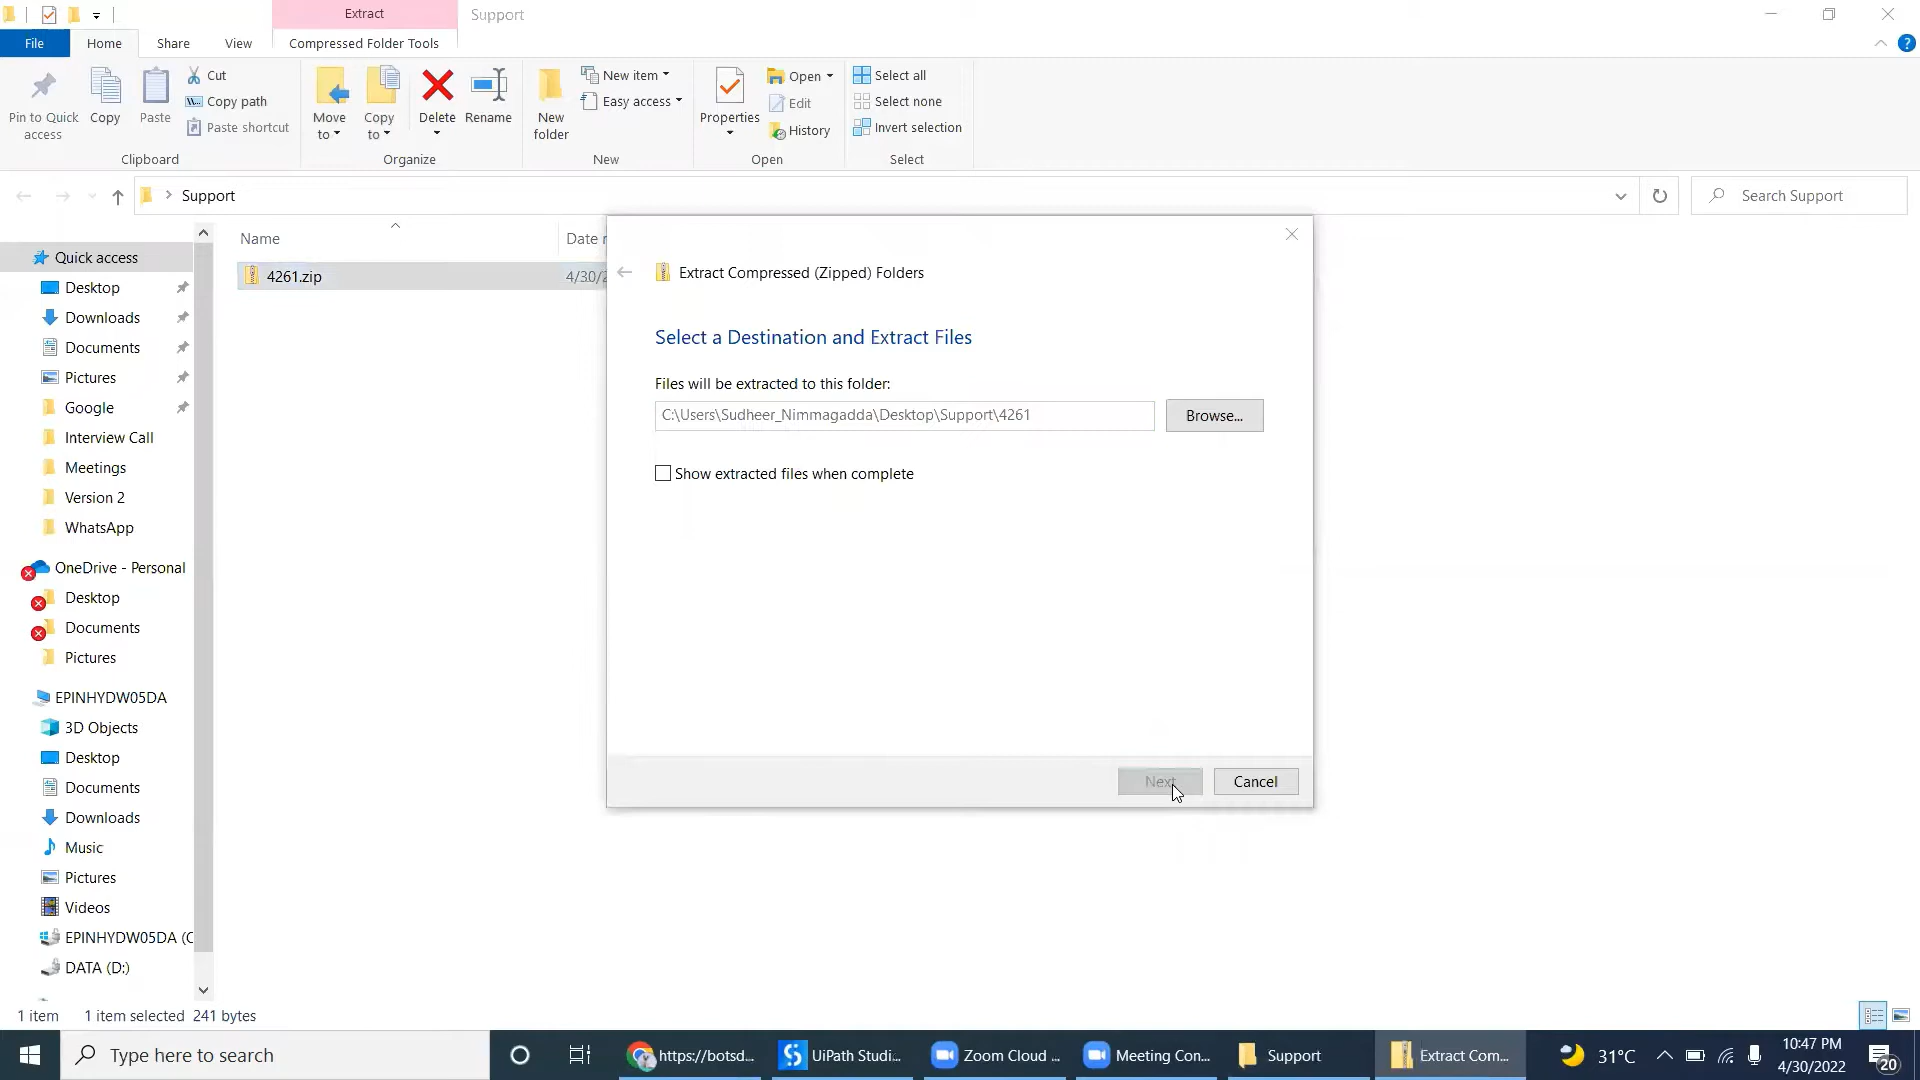 Extract
Support
File
Home
Share
View
Compressed Folder Tools
Pin to Quick access
Copy
Paste
Cut
Copy path
Paste shortcut
Clipboard
Move to
Copy to
Delete
Rename
Organize
New folder
New item
Easy access
New
Properties
Open
Edit
History
Open
Select all
Select none
Invert selection
Select
Support
Search Support
Name
Date
4261.zip
4/30/2
Quick access
Desktop
Downloads
Documents
Pictures
Google
Interview Call
Meetings
Version 2
WhatsApp
OneDrive - Personal
Desktop
Documents
Pictures
EPINHYDW05DA
3D Objects
Desktop
Documents
Downloads
Music
Pictures
Videos
EPINHYDW05DA (C
DATA (D:)
Extract Compressed (Zipped) Folders
Select a Destination and Extract Files
Files will be extracted to this folder:
C:\Users\Sudheer_Nimmagadda\Desktop\Support\4261
Browse...
Show extracted files when complete
Next
Cancel
1 item 1 item selected 241 bytes
Type here to search
https://botsd...
UiPath Studi...
Zoom Cloud ...
Meeting Con...
Support
Extract Com...
31°C
10:47 PM
4/30/2022
20